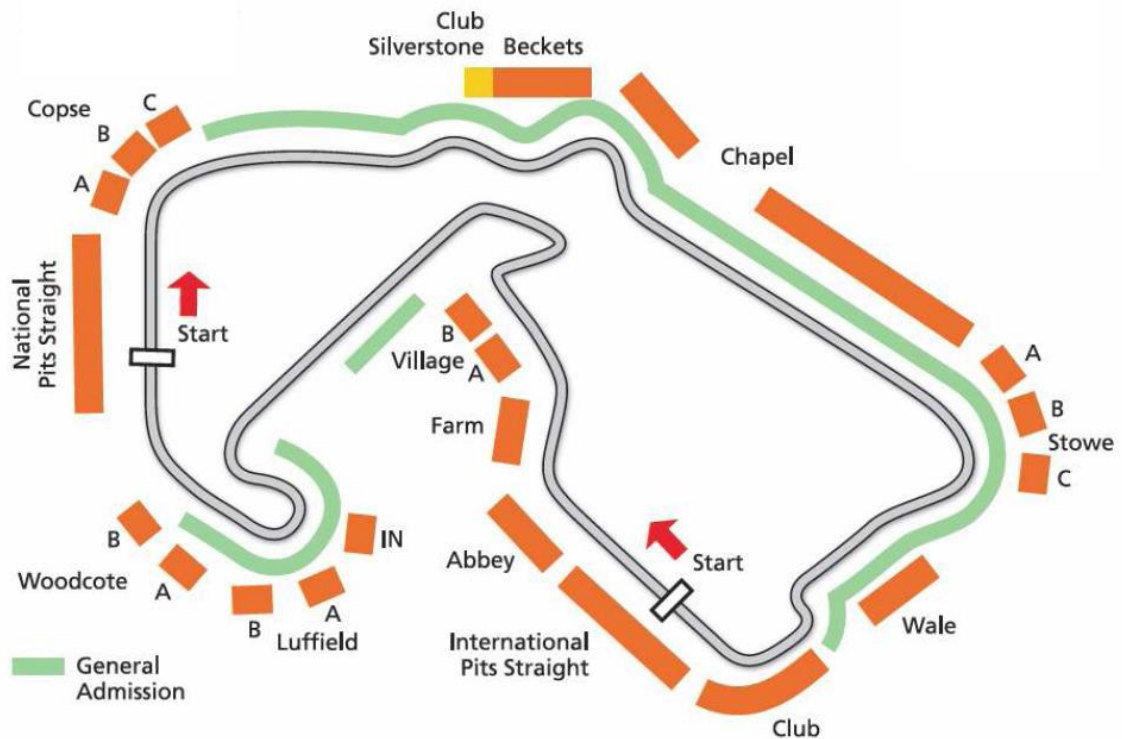 Club
Silverstone
Beckets
Copse
C
B
A
Chapel
National
Pits Straight
Start
B
Village
A
Farm
A
B
Stowe
C
B
Woodcote
A
IN
A
B
Luffield
Abbey
Start
International
Pits Straight
Wale
Club
General
Admission